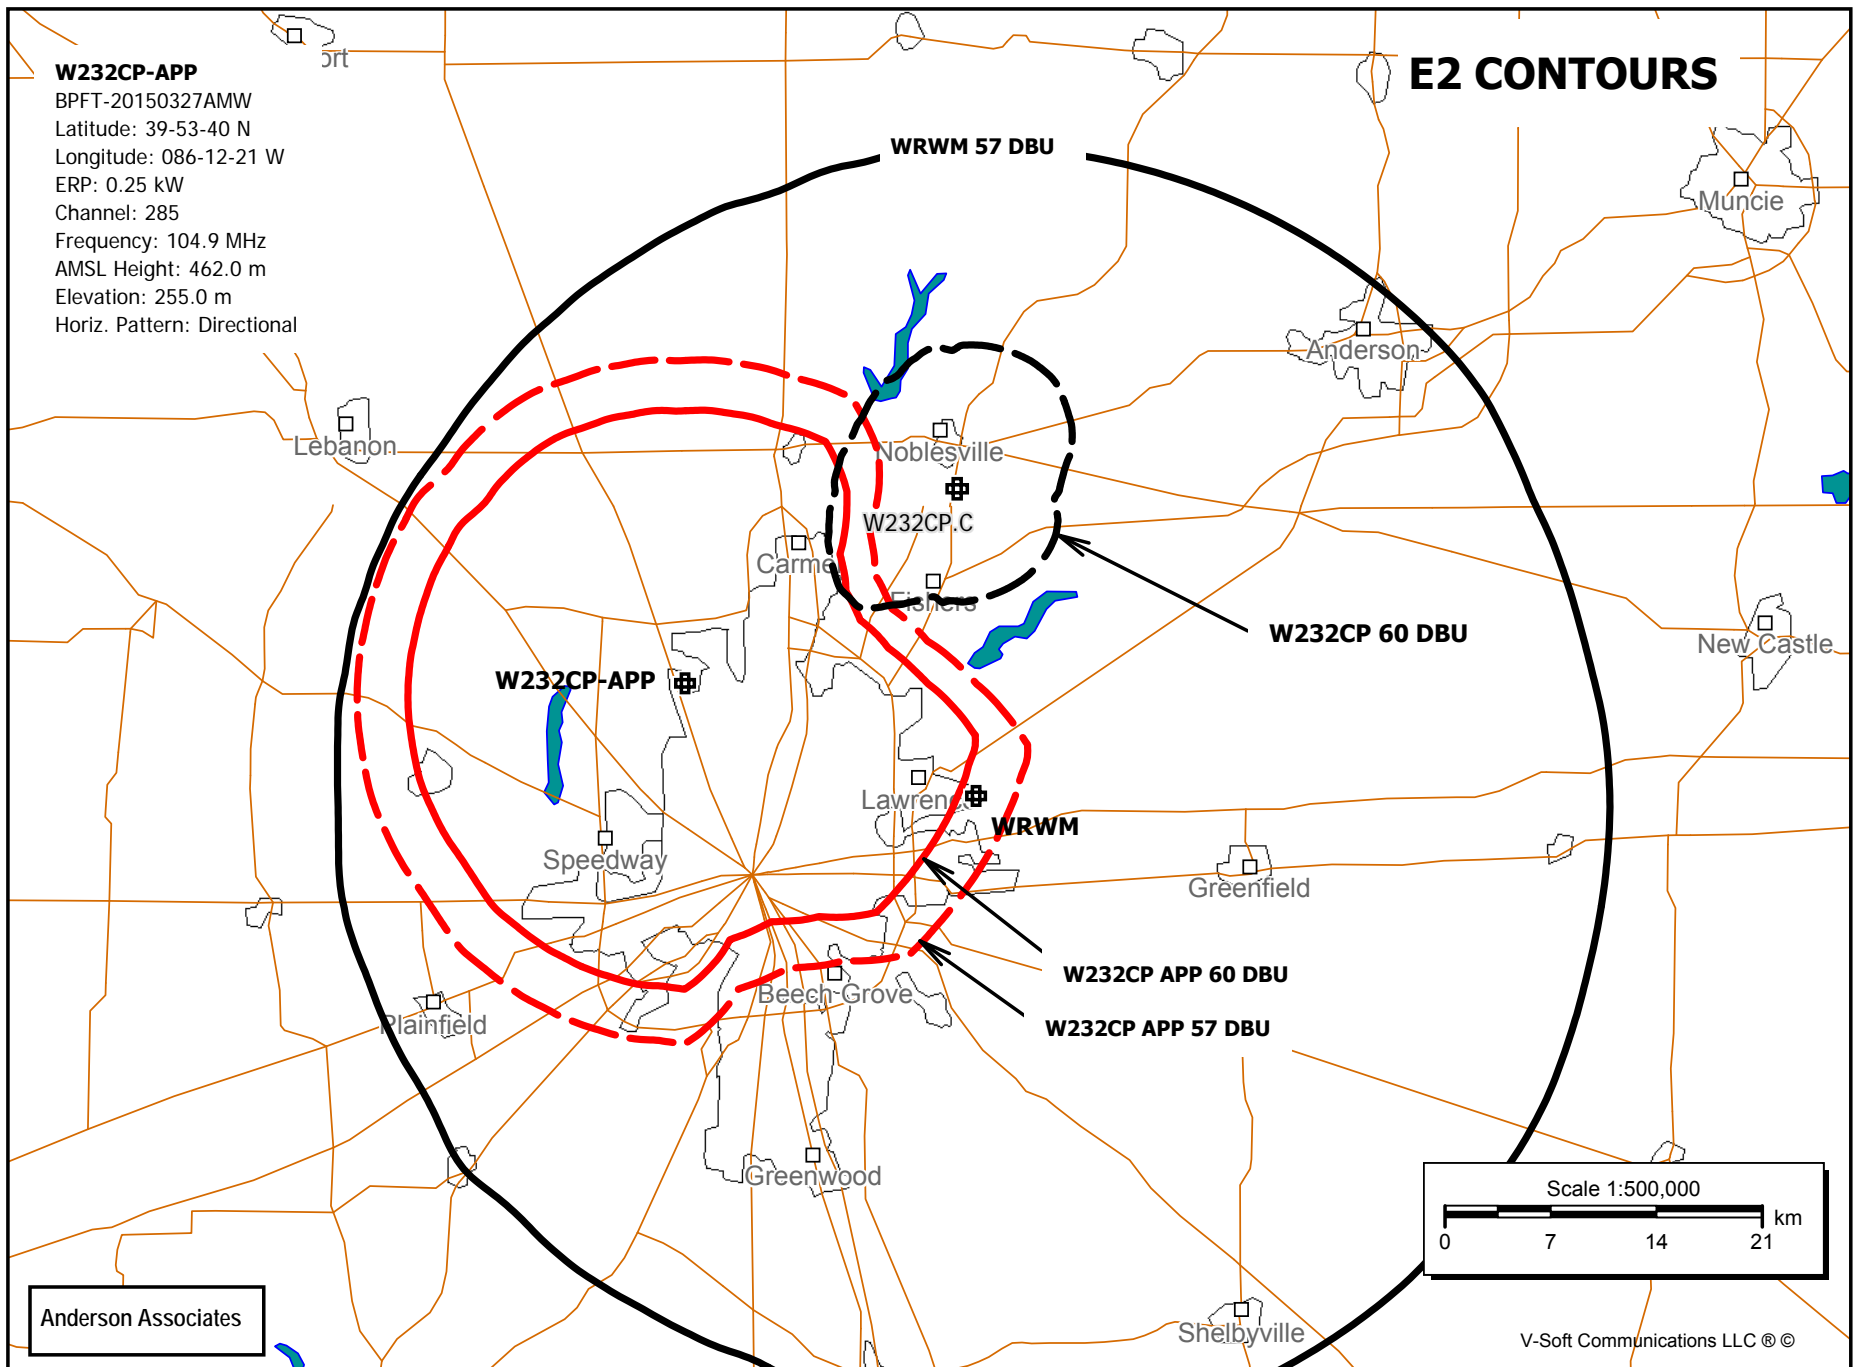 ort
W232CP-APP
BPFT-20150327AMW
Latitude: 39-53-40 N
Longitude: 086-12-21 W
ERP: 0.25 kW
Channel: 285
Frequency: 104.9 MHz
AMSL Height: 462.0 m
Elevation: 255.0 m
Horiz. Pattern: Directional
E2 CONTOURS
WRWM 57 DBU
Muncie
Anderson
Lebanon
Noblesville
W232CP.C
Carme
Fishers
W232CP 60 DBU
New Castle
W232CP-APP
Lawrenc
WRWM
Speedway
Greenfield
W232CP APP 60 DBU
Beech Grove
Plainfield
W232CP APP 57 DBU
Greenwood
Scale 1:500,000
km
0 7 14 21
Anderson Associates
Shelbyville
V-Soft Communications LLC ® ©